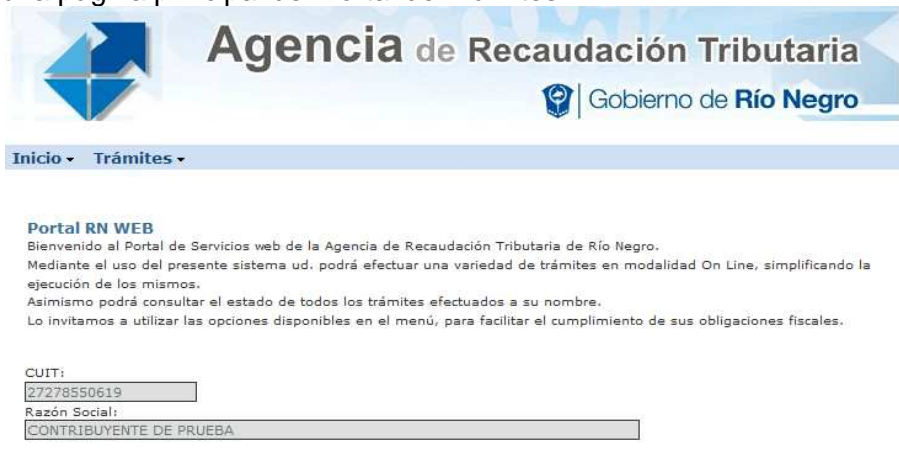 Agencia de Recaudación Tributaria
Gobierno de Río Negro
Inicio Trámites
Portal RN WEB
Bienvenido al Portal de Servicios web de la Agencia de Recaudación Tributaria de Río Negro.
Mediante el uso del presente sistema ud. podrá efectuar una variedad de trámites en modalidad On Line, simplificando la
ejecución de los mismos.
Asimismo podrá consultar el estado de todos los trámites efectuados a su nombre.
Lo invitamos a utilizar las opciones disponibles en el menú, para facilitar el cumplimiento de sus obligaciones fiscales.
CUIT:
27278550619
Razón Social:
CONTRIBUYENTE DE PRUEBA